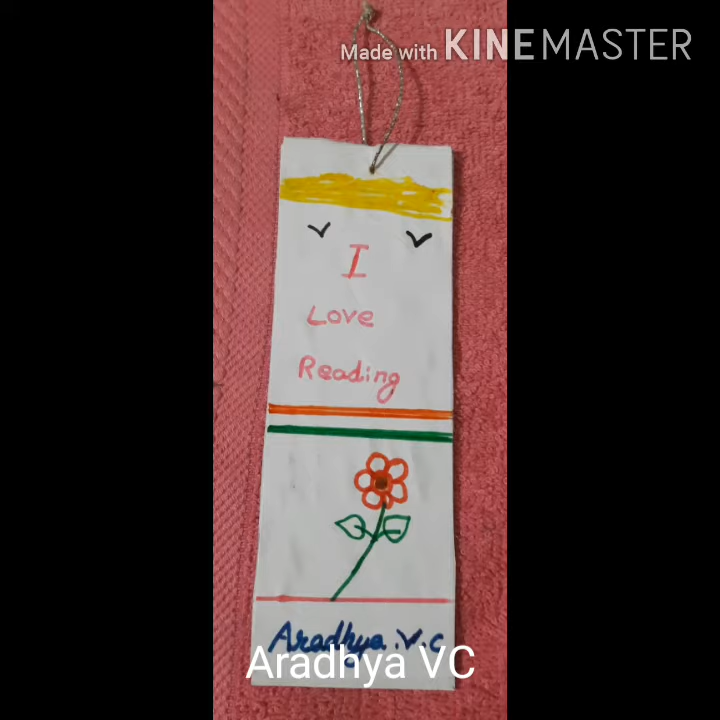 Made with KINEMASTER
I
Love
Reading
Aradhya.V.C
Aradhya VC